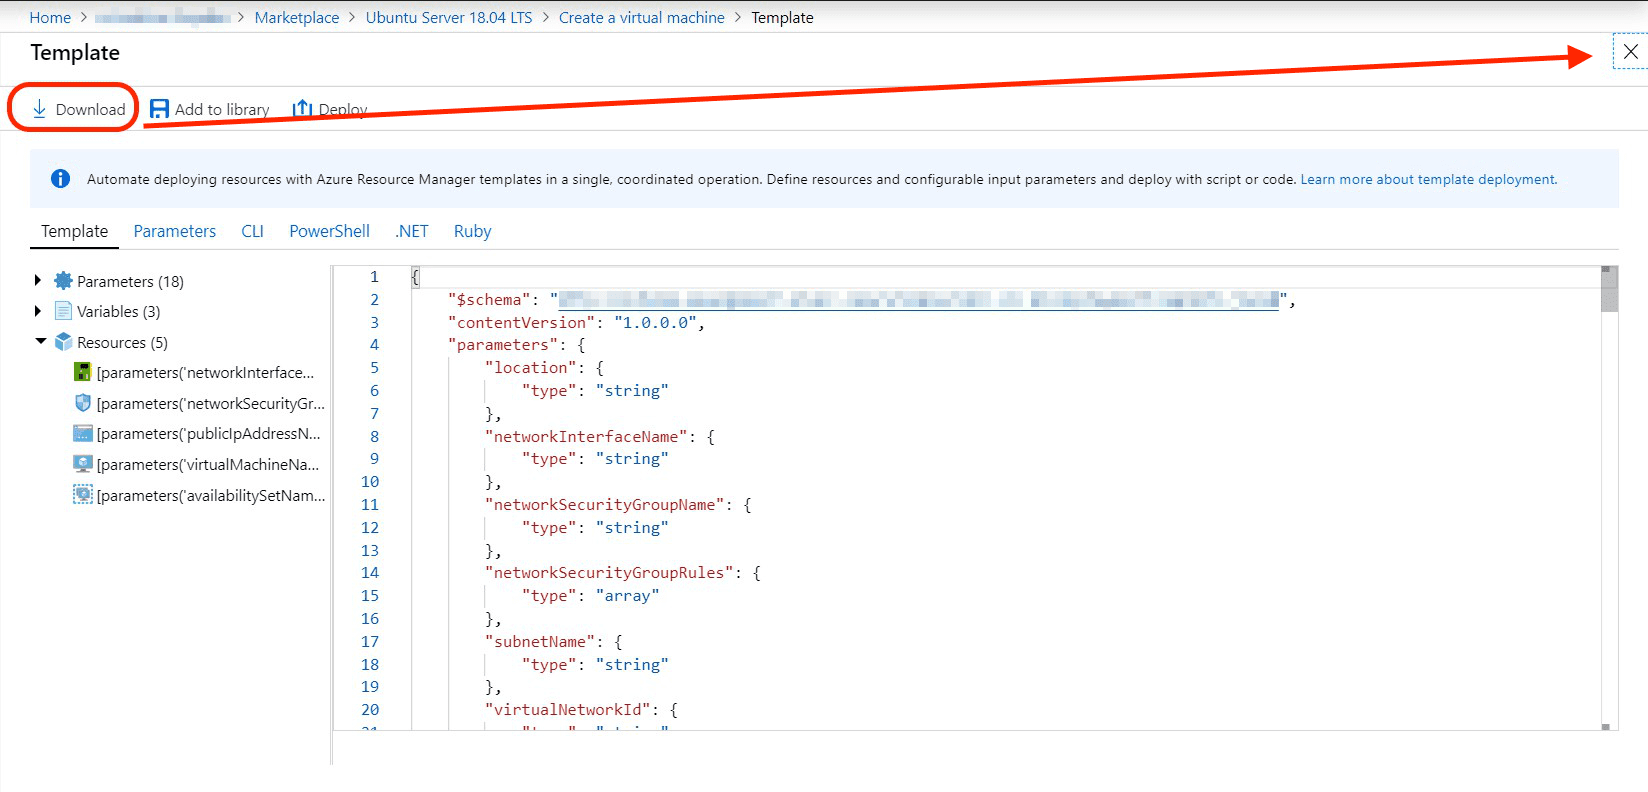 Home > > Marketplace > Ubuntu Server 18.04 LTS > Create a virtual machine > Template
Template
Download Add to library Deploy
Automate deploying resources with Azure Resource Manager templates in a single, coordinated operation. Define resources and configurable input parameters and deploy with script or code. Learn more about template deployment.
Template Parameters CLI PowerShell .NET Ruby
Parameters (18)
Variables (3)
Resources (5)
[parameters('networkInterface...
[parameters('networkSecurityGr...
[parameters('publicIpAddressN...
[parameters('virtualMachineNa...
[parameters('availabilitySetNam...
1 {
2 "$schema": "",
3 "contentVersion": "1.0.0.0",
4 "parameters": {
5 "location": {
6 "type": "string"
7 },
8 "networkInterfaceName": {
9 "type": "string"
10 },
11 "networkSecurityGroupName": {
12 "type": "string"
13 },
14 "networkSecurityGroupRules": {
15 "type": "array"
16 },
17 "subnetName": {
18 "type": "string"
19 },
20 "virtualNetworkId": {